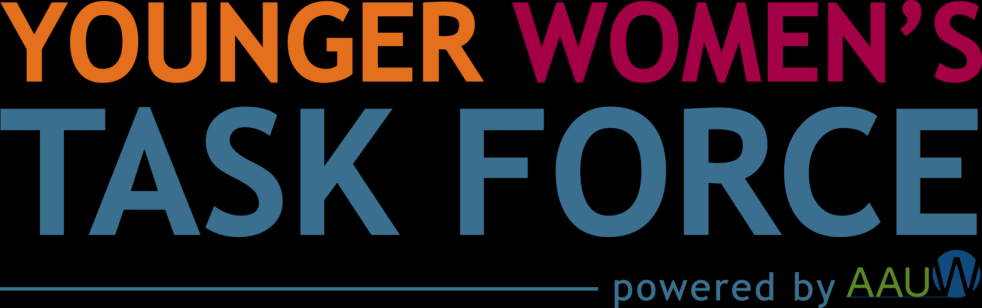 YOUNGER WOMEN'S
TASK FORCE
powered by AAUW